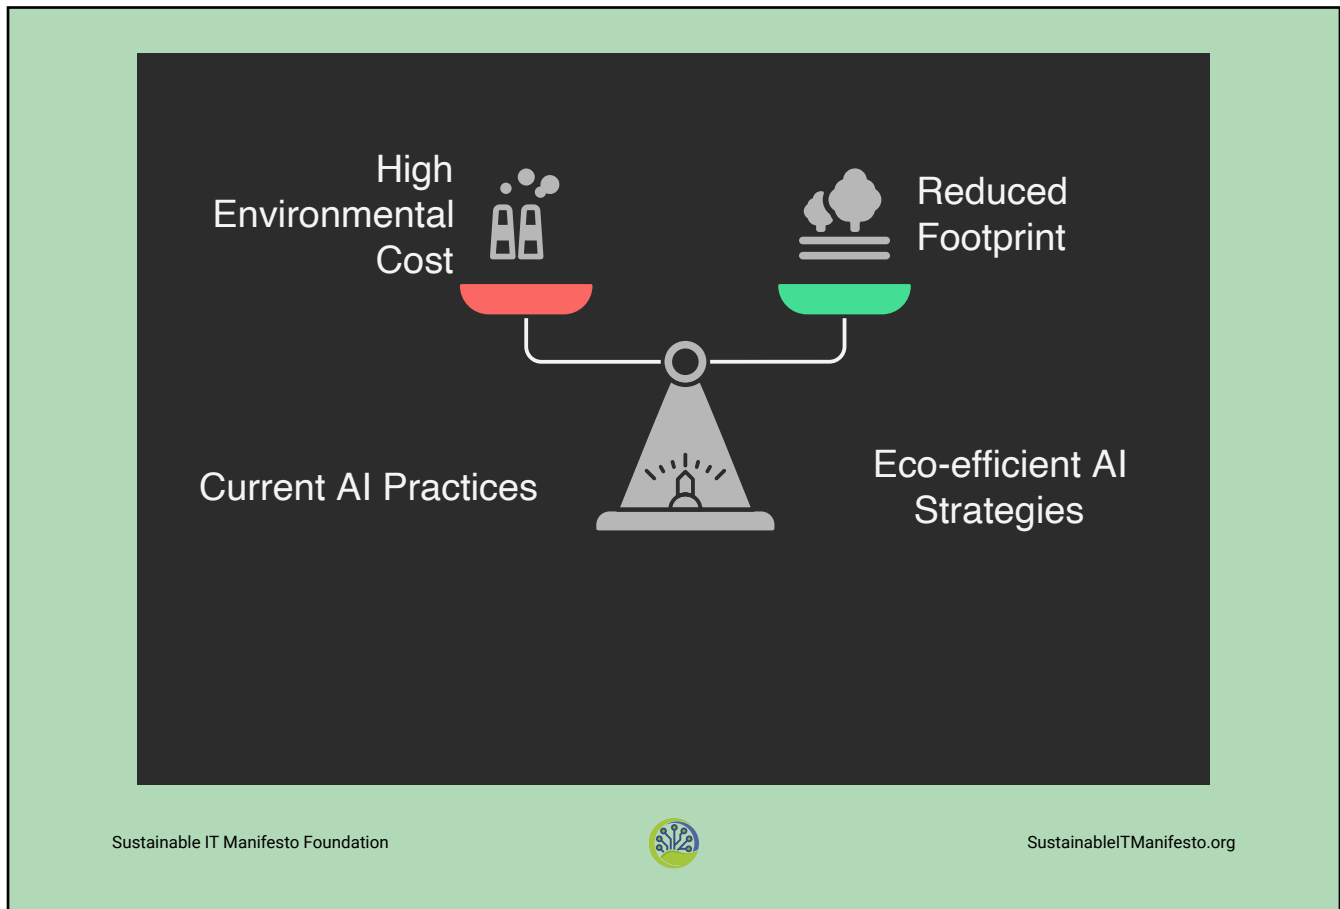 High
Environmental
Cost
Reduced
Footprint
Current AI Practices
Eco-efficient AI
Strategies
Sustainable IT Manifesto Foundation
SustainableITManifesto.org